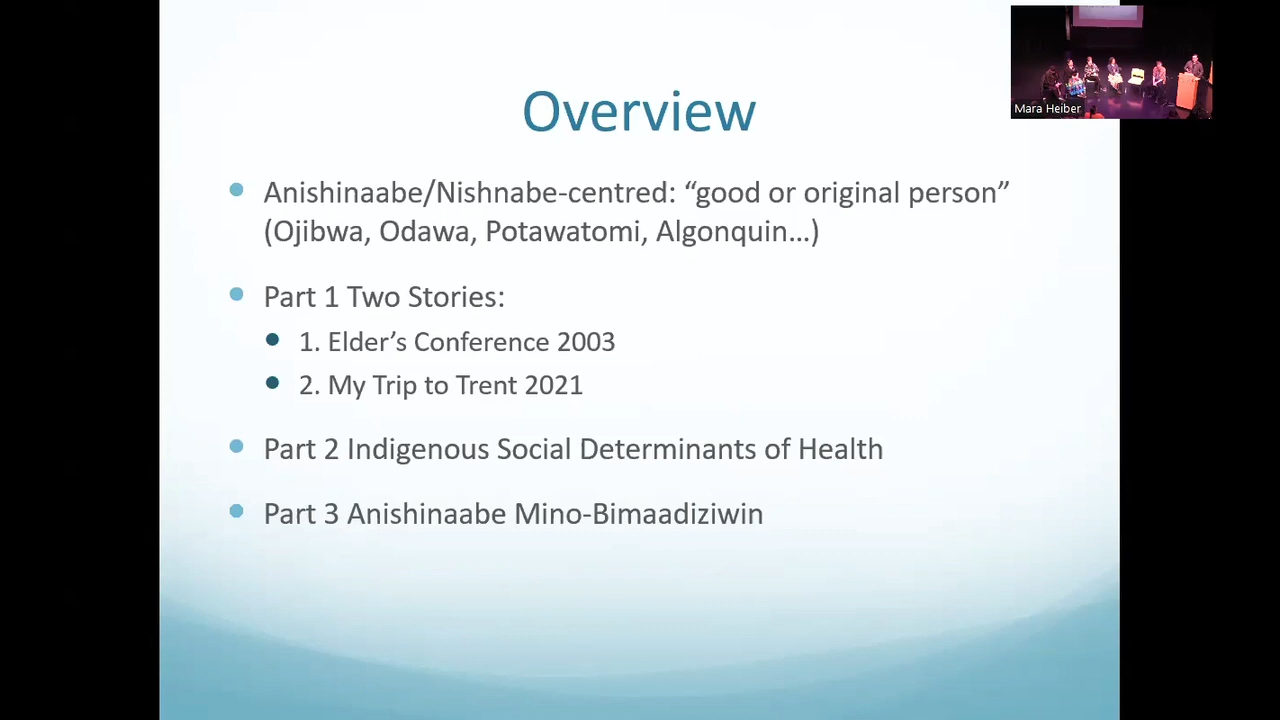 Overview
Mara Heiber
Anishinaabe/Nishnabe-centred: “good or original person”
(Ojibwa, Odawa, Potawatomi, Algonquin…)
Part 1 Two Stories:
1. Elder’s Conference 2003
2. My Trip to Trent 2021
Part 2 Indigenous Social Determinants of Health
Part 3 Anishinaabe Mino-Bimaadiziwin